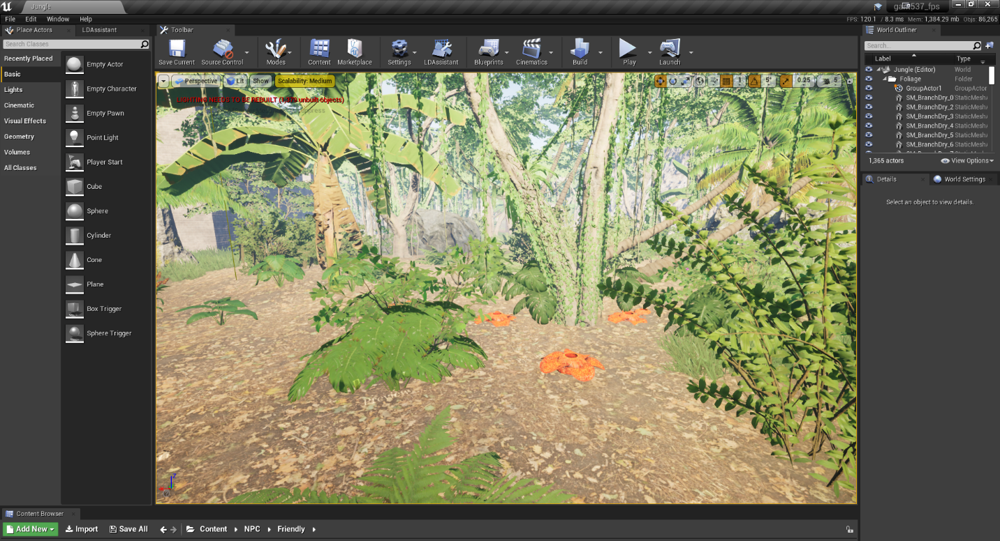 Jungle
gam537_fps
File Edit Window Help
FPS: 120.1 / 8.3 ms Mem: 1,384.29 mb Objs: 86,265
Place Actors
LDAssistant
Search Classes
Recently Placed
Basic
Lights
Cinematic
Visual Effects
Geometry
Volumes
All Classes
Empty Actor
Empty Character
Empty Pawn
Point Light
Player Start
Cube
Sphere
Cylinder
Cone
Plane
Box Trigger
Sphere Trigger
Toolbar
Save Current
Source Control
Modes
Content
Marketplace
Settings
LDAssistant
Blueprints
Cinematics
Build
Play
Launch
Perspective
Lit
Show
Scalability: Medium
1
5°
0.25
5
LIGHTING NEEDS TO BE REBUILT (1,079 unbuilt objects)
World Outliner
Search...
Label Type
Jungle (Editor) World
Foliage Folder
GroupActor1 GroupActor
SM_BranchDry_0 StaticMesh
SM_BranchDry_2 StaticMesh
SM_BranchDry_3 StaticMesh
SM_BranchDry_4 StaticMesh
SM_BranchDry_5 StaticMesh
SM_BranchDry_6 StaticMesh
1,365 actors
View Options
Details
World Settings
Select an object to view details.
Content Browser
Add New
Import
Save All
Content
NPC
Friendly